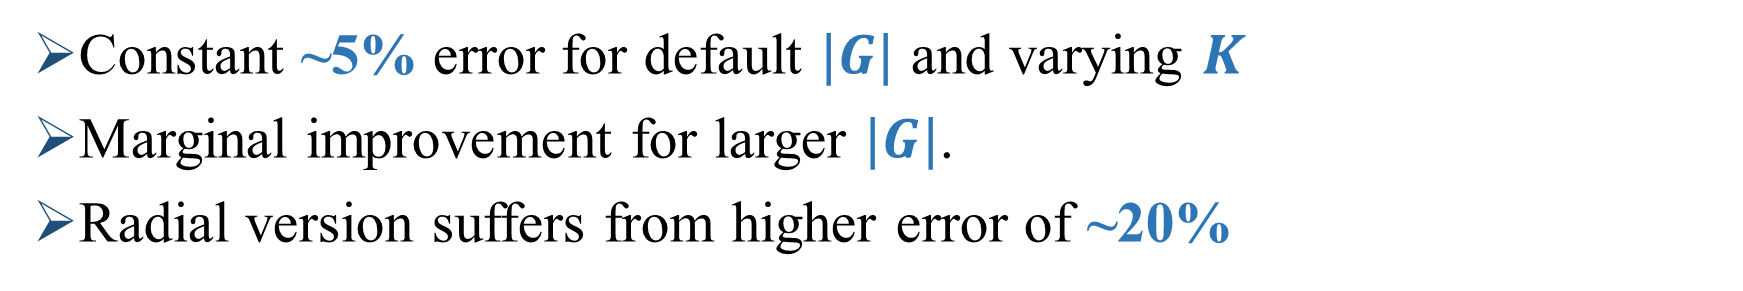 ➢Constant ~5% error for default |G| and varying K
➢Marginal improvement for larger |G|.
➢Radial version suffers from higher error of ~20%